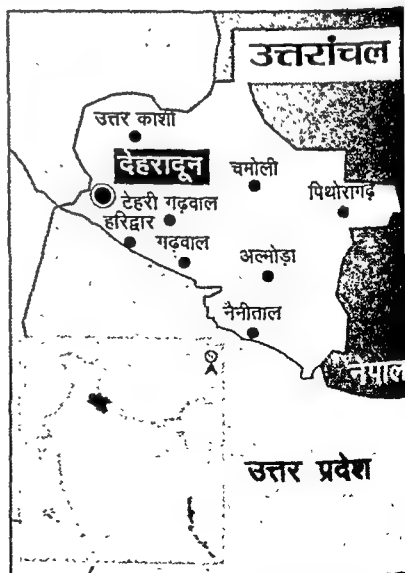 उत्तरांचल
उत्तर काशी
देहरादून
चमोली
पिथोरागढ़
टेहरी गढ़वाल
हरिद्वार
गढ़वाल
अल्मोड़ा
नैनीताल
नेपाल
उत्तर प्रदेश